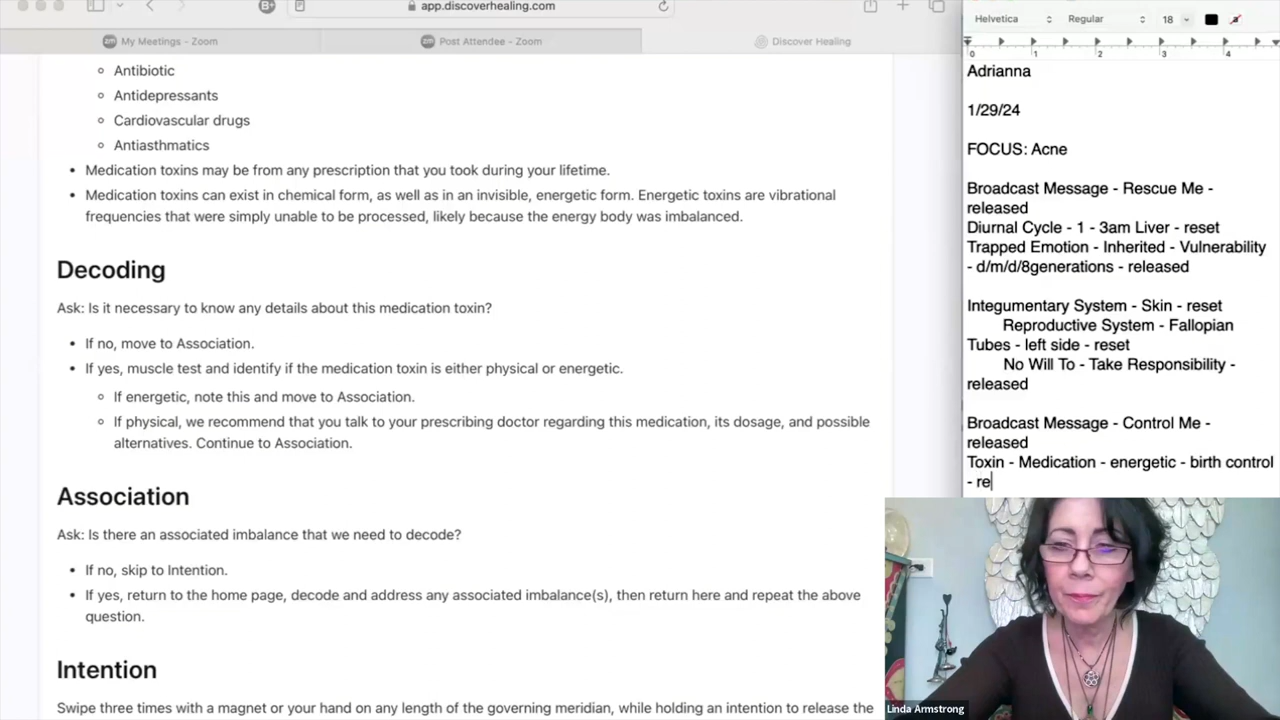 app.discoverhealing.com
My Meetings - Zoom
Post Attendee - Zoom
Discover Healing
Antibiotic
Antidepressants
Cardiovascular drugs
Antiasthmatics
Medication toxins may be from any prescription that you took during your lifetime.
Medication toxins can exist in chemical form, as well as in an invisible, energetic form. Energetic toxins are vibrational
frequencies that were simply unable to be processed, likely because the energy body was imbalanced.
Decoding
Ask: Is it necessary to know any details about this medication toxin?
If no, move to Association.
If yes, muscle test and identify if the medication toxin is either physical or energetic.
If energetic, note this and move to Association.
If physical, we recommend that you talk to your prescribing doctor regarding this medication, its dosage, and possible
alternatives. Continue to Association.
Association
Ask: Is there an associated imbalance that we need to decode?
If no, skip to Intention.
If yes, return to the home page, decode and address any associated imbalance(s), then return here and repeat the above
question.
Intention
Swipe three times with a magnet or your hand on any length of the governing meridian, while holding an intention to release the
Helvetica Regular 18
0 1 2 3 4
Adrianna
1/29/24
FOCUS: Acne
Broadcast Message - Rescue Me -
released
Diurnal Cycle - 1 - 3am Liver - reset
Trapped Emotion - Inherited - Vulnerability
- d/m/d/8generations - released
Integumentary System - Skin - reset
Reproductive System - Fallopian
Tubes - left side - reset
No Will To - Take Responsibility -
released
Broadcast Message - Control Me -
released
Toxin - Medication - energetic - birth control
- re
Linda Armstrong